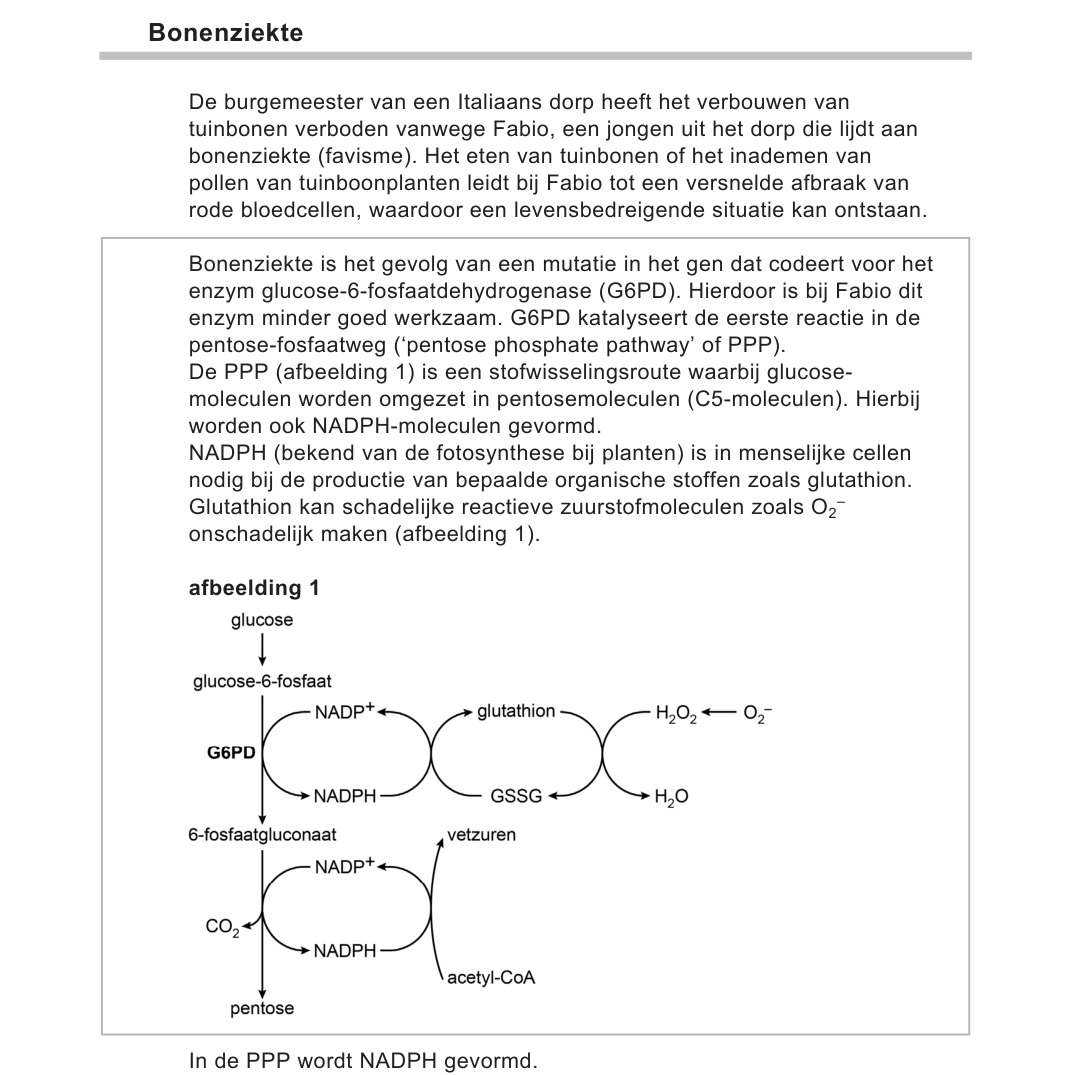 Bonenziekte
De burgemeester van een Italiaans dorp heeft het verbouwen van
tuinbonen verboden vanwege Fabio, een jongen uit het dorp die lijdt aan
bonenziekte (favisme). Het eten van tuinbonen of het inademen van
pollen van tuinboonplanten leidt bij Fabio tot een versnelde afbraak van
rode bloedcellen, waardoor een levensbedreigende situatie kan ontstaan.
Bonenziekte is het gevolg van een mutatie in het gen dat codeert voor het
enzym glucose-6-fosfaatdehydrogenase (G6PD). Hierdoor is bij Fabio dit
enzym minder goed werkzaam. G6PD katalyseert de eerste reactie in de
pentose-fosfaatweg (‘pentose phosphate pathway’ of PPP).
De PPP (afbeelding 1) is een stofwisselingsroute waarbij glucose-
moleculen worden omgezet in pentosemoleculen (C5-moleculen). Hierbij
worden ook NADPH-moleculen gevormd.
NADPH (bekend van de fotosynthese bij planten) is in menselijke cellen
nodig bij de productie van bepaalde organische stoffen zoals glutathion.
Glutathion kan schadelijke reactieve zuurstofmoleculen zoals O₂⁻
onschadelijk maken (afbeelding 1).
afbeelding 1
glucose
glucose-6-fosfaat
NADP⁺ glutathion H₂O₂ O₂⁻
G6PD
NADPH GSSG H₂O
6-fosfaatgluconaat vetzuren
NADP⁺
CO₂
NADPH
acetyl-CoA
pentose
In de PPP wordt NADPH gevormd.